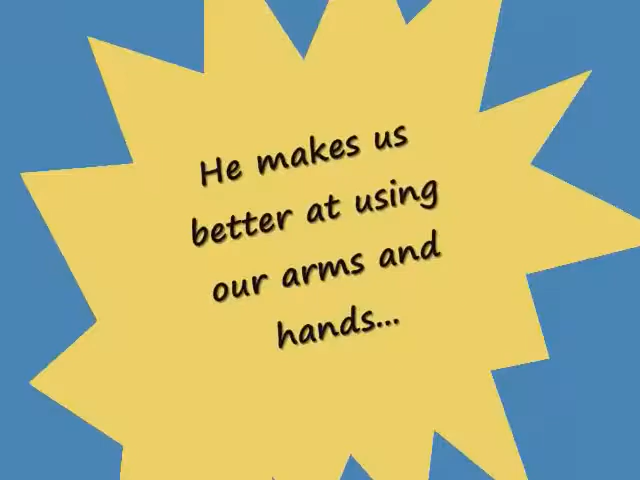 He makes us
better at using
our arms and
hands...